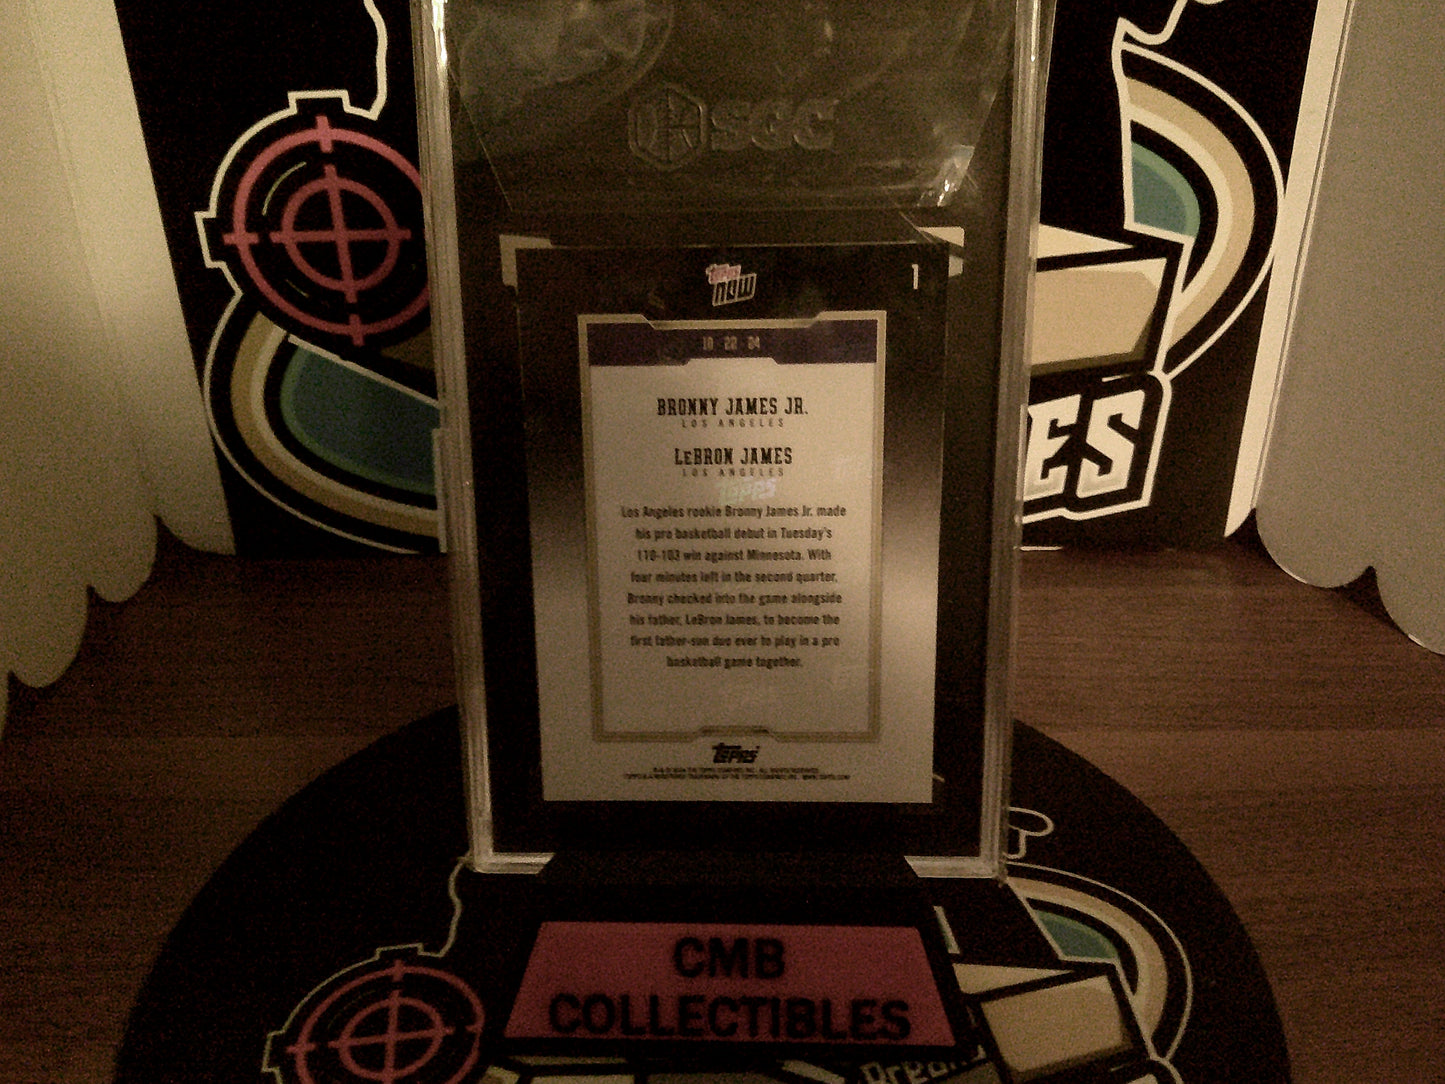 SGC
TOPPS NOW
1
10 22 24
BRONNY JAMES JR.
LOS ANGELES
LeBRON JAMES
LOS ANGELES
TOPPS
Los Angeles rookie Bronny James Jr. made
his pro basketball debut in Tuesday's
110-103 win against Minnesota. With
four minutes left in the second quarter,
Bronny checked into the game alongside
his father, LeBron James, to become the
first father-son duo ever to play in a pro
basketball game together.
TOPPS
ES
CMB
COLLECTIBLES